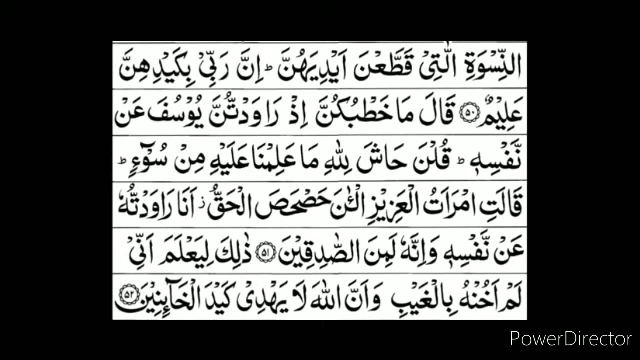 النِّسۡوَةِ الّٰتِىۡ قَطَّعۡنَ اَيۡدِيَهُنَّ‌ؕ اِنَّ رَبِّىۡ بِكَيۡدِهِنَّ
عَلِيۡمٌ ۝۵۰ قَالَ مَا خَطۡبُكُنَّ اِذۡ رَاوَدْتُّنَّ يُوۡسُفَ عَنۡ
نَّفۡسِهٖ‌ؕ قُلۡنَ حَاشَ لِلّٰهِ مَا عَلِمۡنَا عَلَيۡهِ مِنۡ سُوۡٓءٍ‌ؕ
قَالَتِ امۡرَاَتُ الۡعَزِيۡزِ الۡـٰٔنَ حَصۡحَصَ الۡحَقُّ اَنَا رَاوَدْتُّهٗ
عَنۡ نَّفۡسِهٖ وَاِنَّهٗ لَمِنَ الصّٰدِقِيۡنَ ۝۵۱ ذٰلِكَ لِيَعۡلَمَ اَنِّىۡ
لَمۡ اَخُنۡهُ بِالۡغَيۡبِ وَاَنَّ اللّٰهَ لَا يَهۡدِىۡ كَيۡدَ الۡخَآٮِٕنِيۡنَ ۝۵۲
PowerDirector